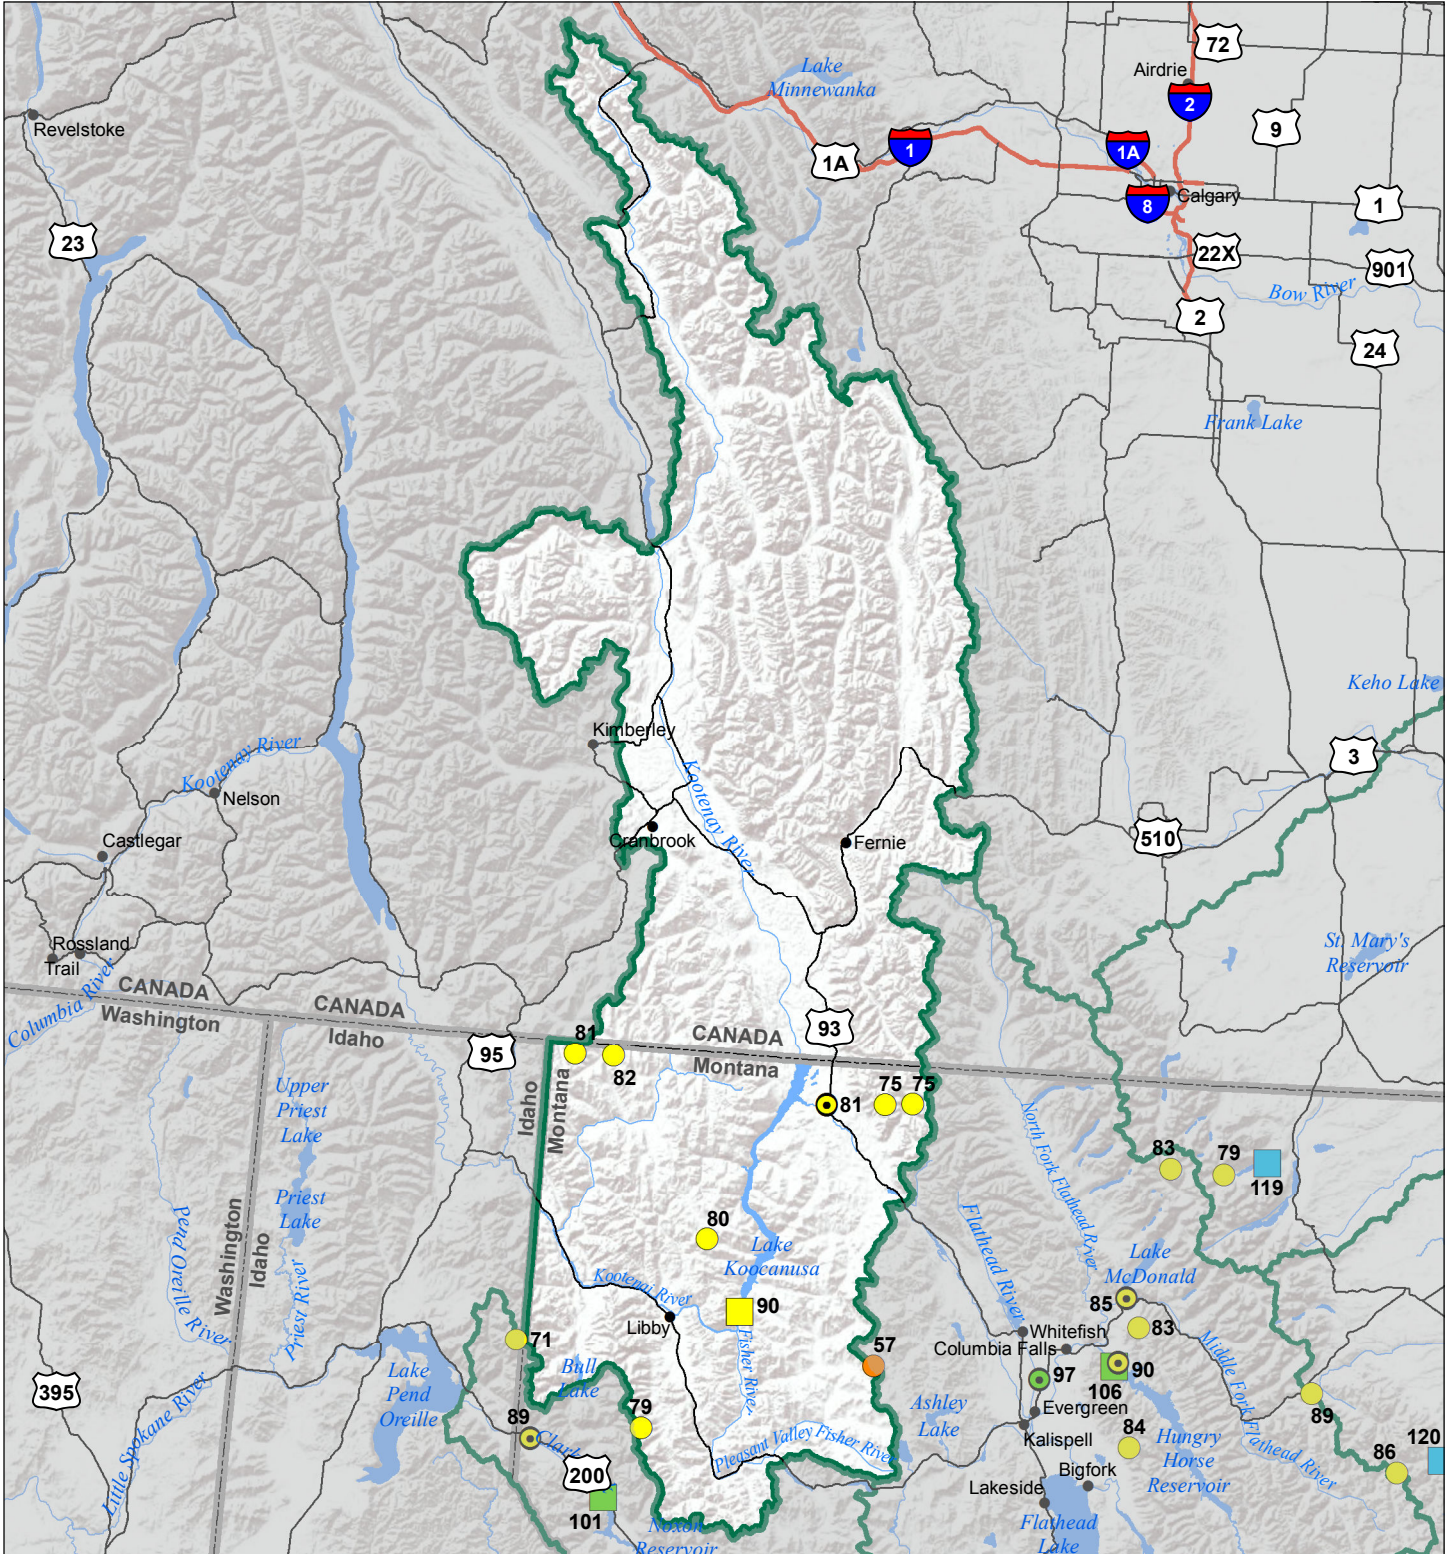 72
Airdrie
Lake
Minnewanka
2
Revelstoke
9
1
1A
1A
8
Calgary
1
23
22X
901
Bow River
2
24
Frank Lake
Keho Lake
Kimberley
Kootenay River
3
Kootenay River
Nelson
Castlegar
Cranbrook
Fernie
510
Rossland
Trail
St. Mary's
Reservoir
Columbia River
CANADA
Washington
CANADA
Idaho
95
81
82
CANADA
Montana
93
Idaho
Montana
Upper
Priest
Lake
81
75
75
North Fork Flathead River
83
79
119
Priest
Lake
Pend Oreille River
Washington
Idaho
Priest River
80
Lake
Koocanusa
Flathead River
Lake
McDonald
Kootenai River
90
Libby
85
83
Whitefish
Columbia Falls
Middle Fork Flathead River
71
Bull
Lake
Fisher River
57
97
90
106
395
Lake
Pend
Oreille
Little Spokane River
79
89
Clark
Ashley
Lake
Evergreen
Kalispell
84
Hungry
Horse
Reservoir
89
86
120
Pleasant Valley Fisher River
200
101
Noxon
Reservoir
Bigfork
Lakeside
Flathead
Lake